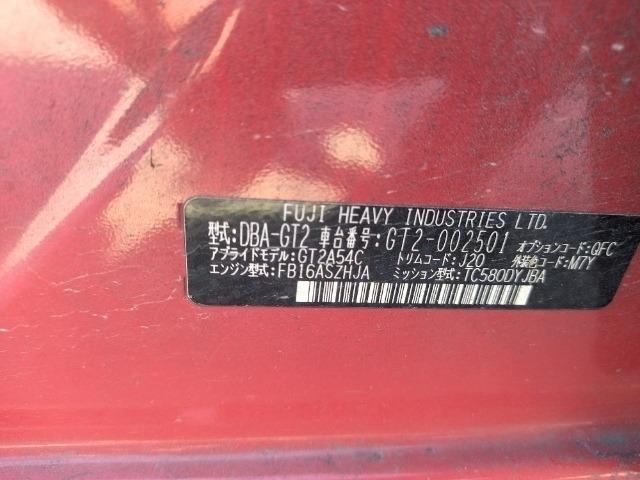 FUJI HEAVY INDUSTRIES LTD.
型式:DBA-GT2 車台番号:GT2-002501 オプションコード:QFC
アプライドモデル:GT2A54C トリムコード:J20 外装色コード:M7Y
エンジン型式:FB16ASZHJA ミッション型式:TC580DYJBA